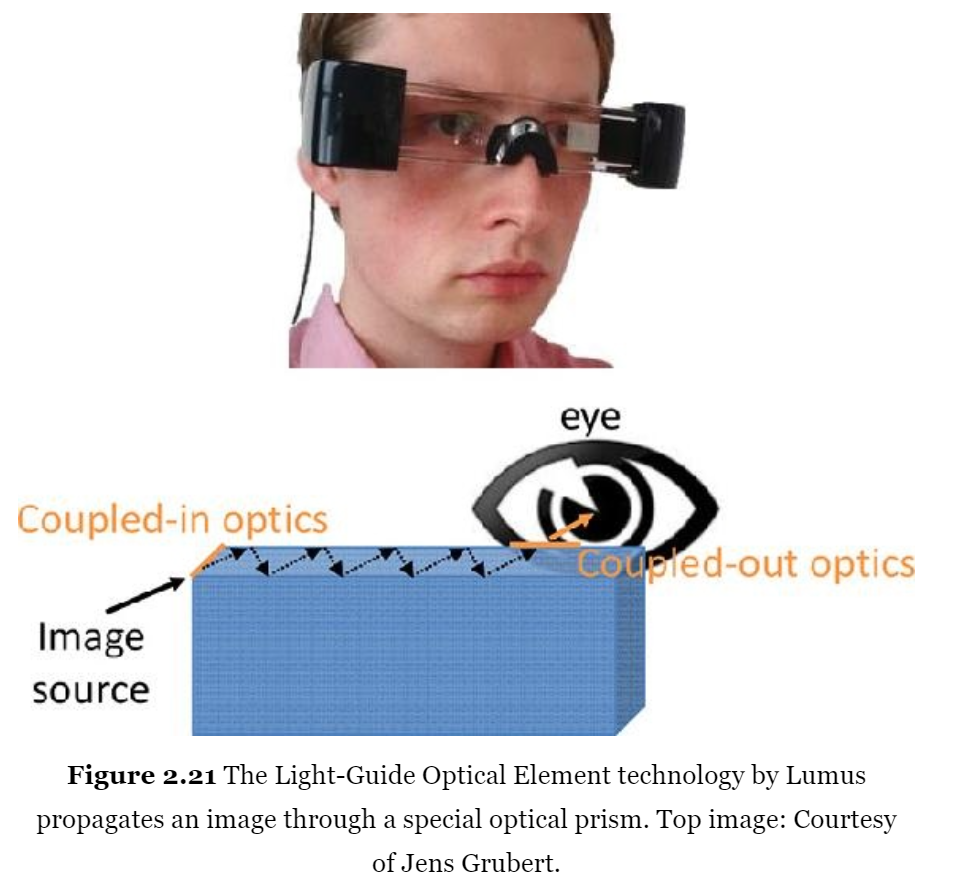 eye
Coupled-in optics
Coupled-out optics
Image
source
Figure 2.21 The Light-Guide Optical Element technology by Lumus
propagates an image through a special optical prism. Top image: Courtesy
of Jens Grubert.